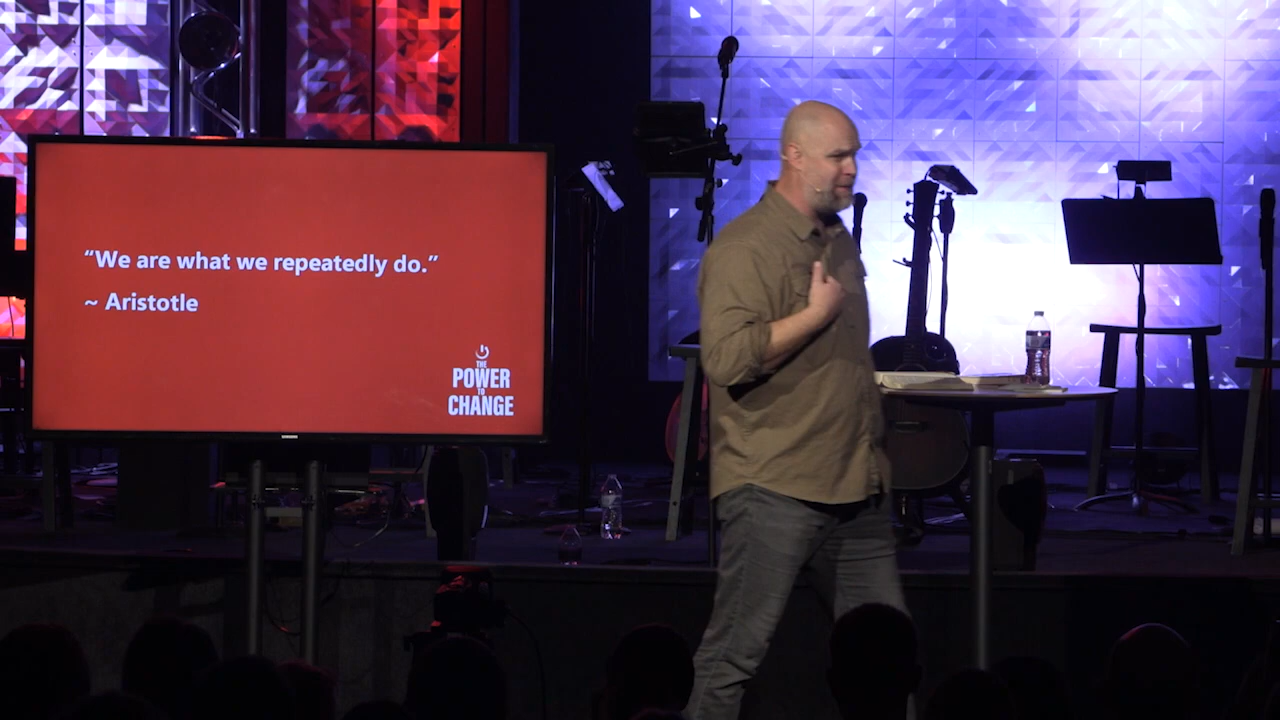 “We are what we repeatedly do.”
~ Aristotle
THE
POWER
TO
CHANGE